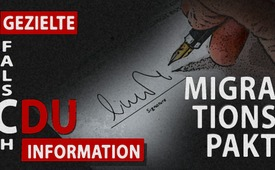 GEZIELTE
FALSCH
CDU
INFORMATION
MIGRA
TIONS
PAKT
Signature